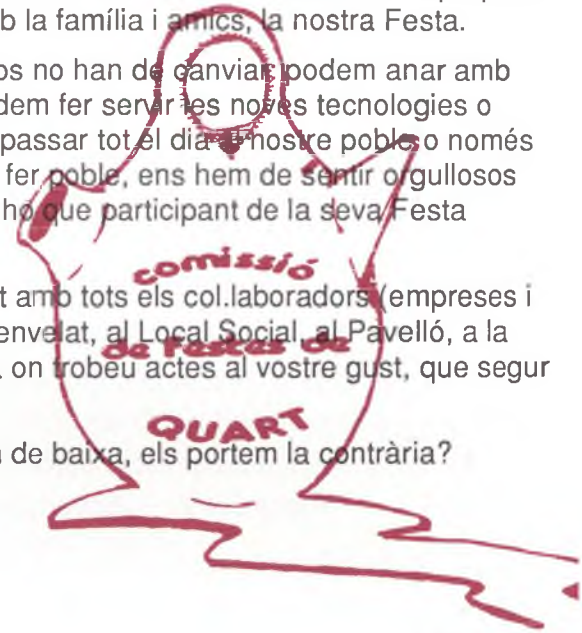 b la família i amics, la nostra Festa.
os no han de canviar, podem anar amb
dem fer servir les noves tecnologies o
passar tot el dia al nostre poble o només
fer poble, ens hem de sentir orgullosos
ho que participant de la seva Festa
comissió
t amb tots els col.laboradors (empreses i
envelat, al Local Social, al Pavelló, a la
de Festes de
on trobeu actes al vostre gust, que segur
QUART
de baixa, els portem la contrària?